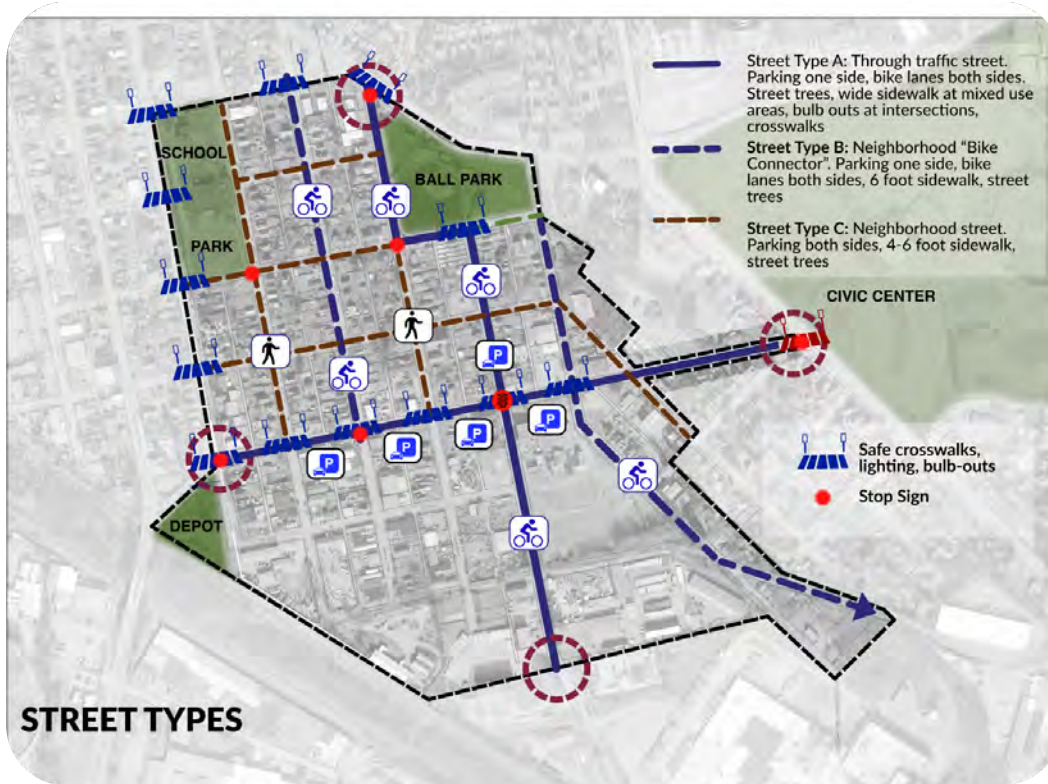 Street Type A: Through traffic street.
Parking one side, bike lanes both sides.
Street trees, wide sidewalk at mixed use
areas, bulb outs at intersections,
crosswalks
Street Type B: Neighborhood “Bike
Connector”. Parking one side, bike
lanes both sides, 6 foot sidewalk, street
trees
Street Type C: Neighborhood street.
Parking both sides, 4-6 foot sidewalk,
street trees
SCHOOL
BALL PARK
PARK
CIVIC CENTER
P
P
P
P
P
Safe crosswalks,
lighting, bulb-outs
Stop Sign
DEPOT
STREET TYPES